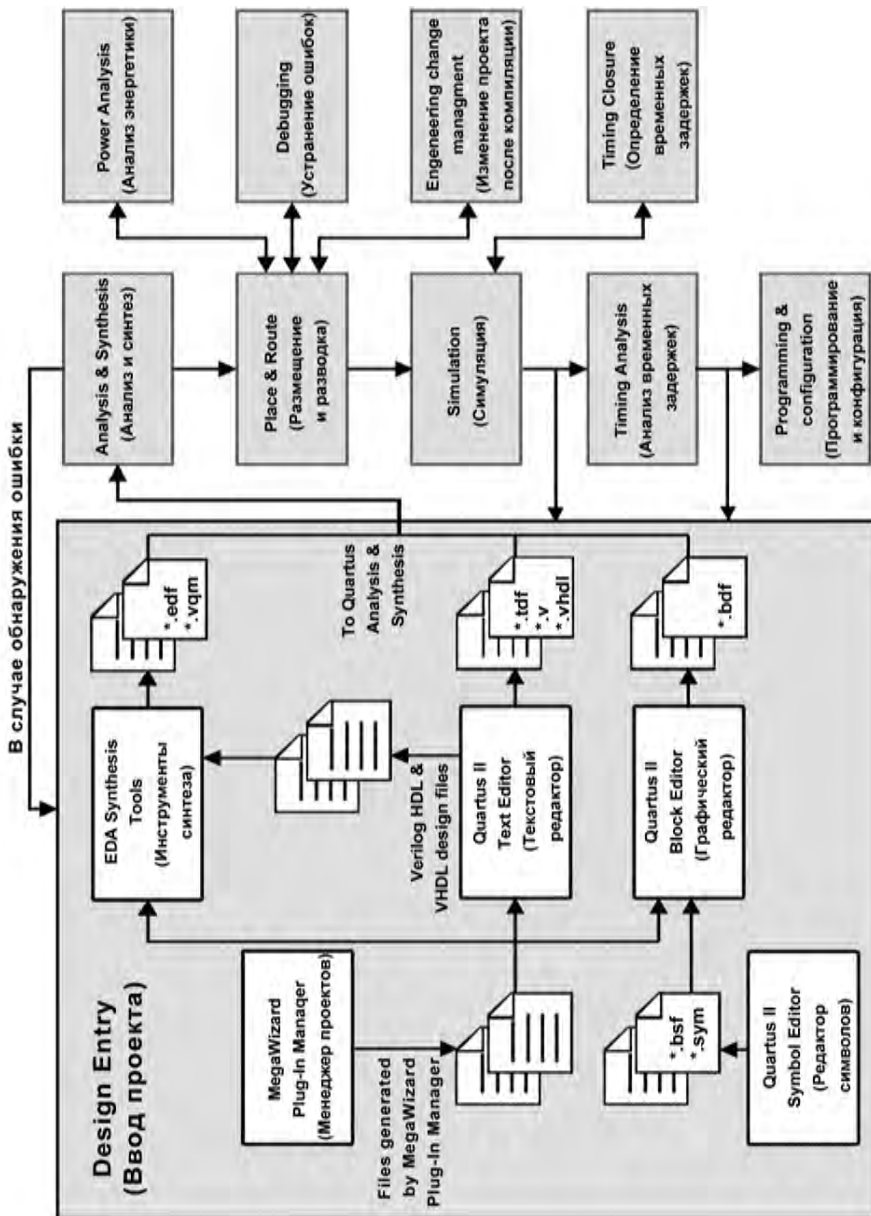 В случае обнаружения ошибки
Design Entry
(Ввод проекта)
MegaWizard
Plug-In Manaqer
(Менеджер проектов)
Files generated
by MegaWizard
Plug-In Manager
*.bsf
*.sym
Quartus II
Symbol Editor
(Редактор
символов)
EDA Synthesis
Tools
(Инструменты
синтеза)
Verilog HDL &
VHDL design files
Quartus II
Text Editor
(Текстовый
редактор)
Quartus II
Block Editor
(Графический
редактор)
*.edf
*.vqm
To Quartus
Analysis &
Synthesis
*.tdf
*.v
*.vhdl
*.bdf
Analysis & Synthesis
(Анализ и синтез)
Place & Route
(Размещение
и разводка)
Simulation
(Симуляция)
Timing Analysis
(Анализ временных
задержек)
Programming &
configuration
(Программирование
и конфигурация)
Power Analysis
(Анализ энергетики)
Debugging
(Устранение ошибок)
Engeneering change
managment
(Изменение проекта
после компиляции)
Timing Closure
(Определение
временных
задержек)